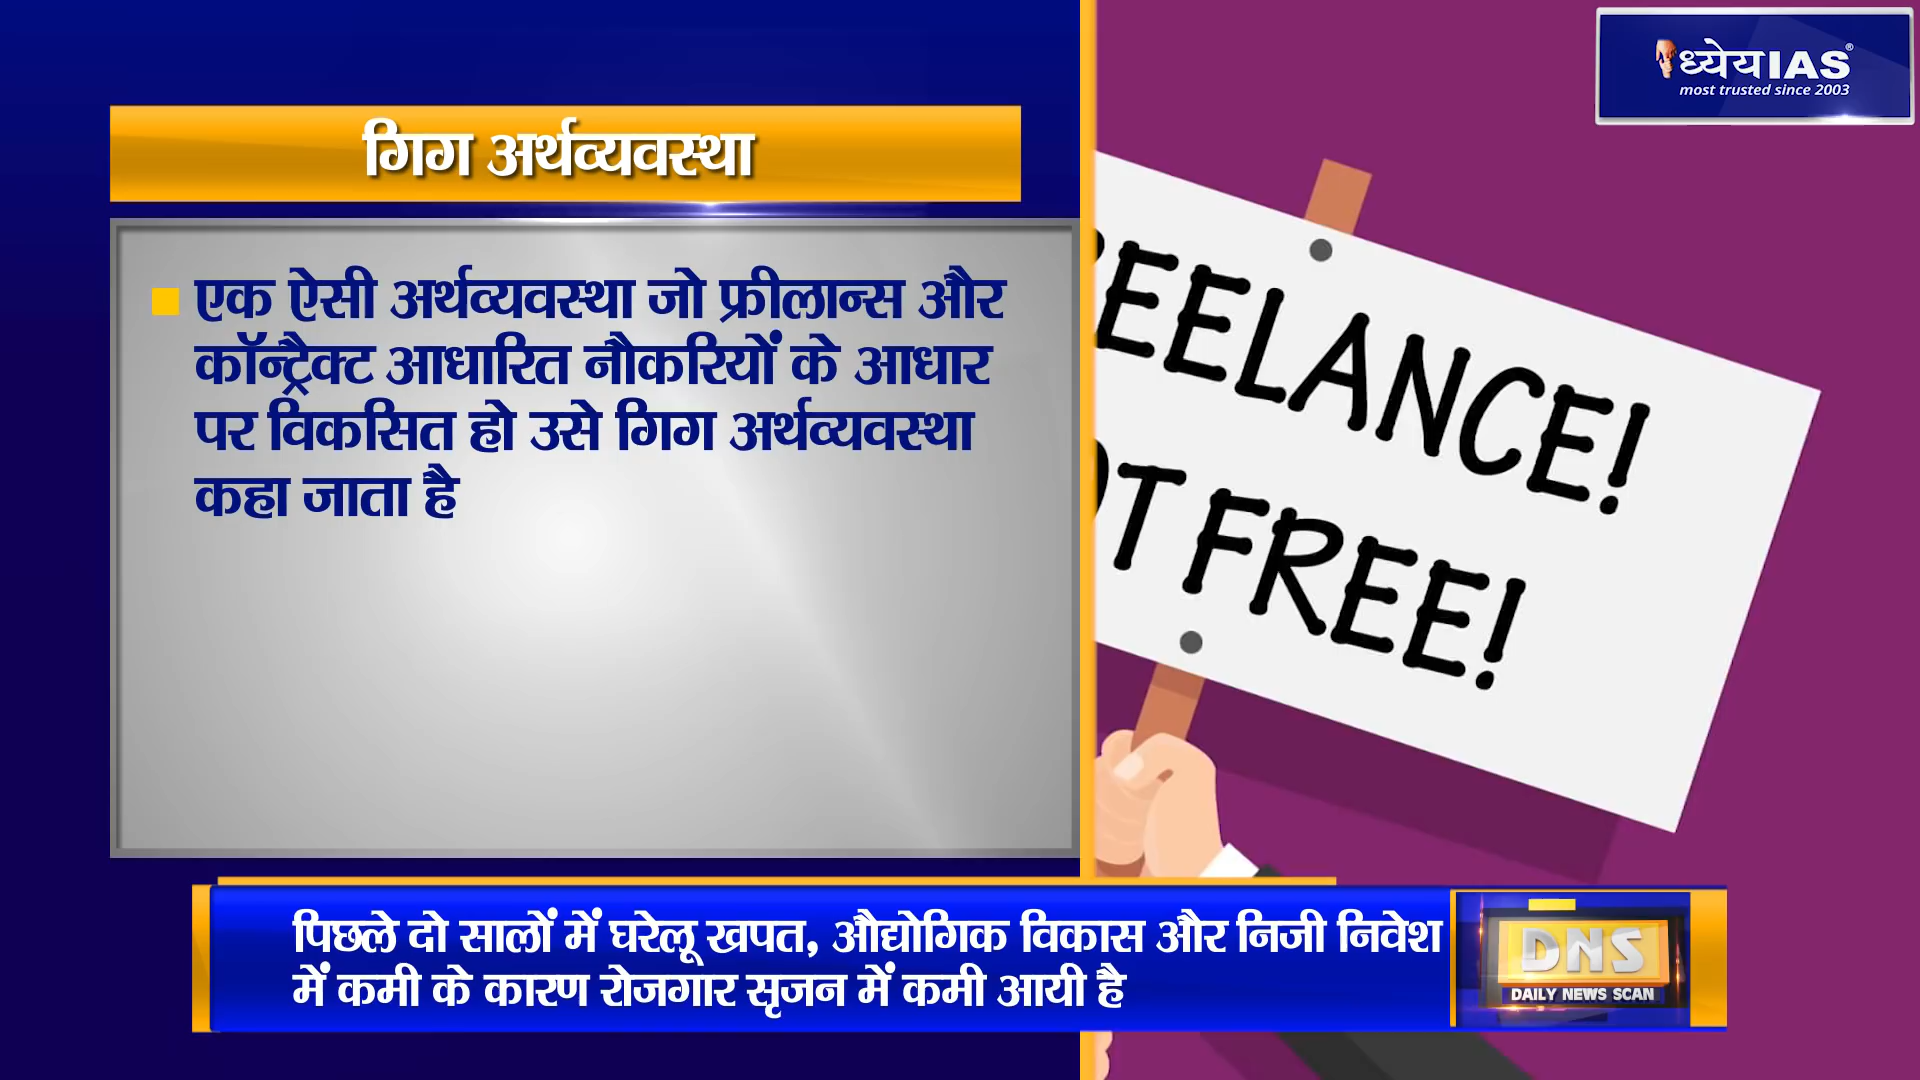 ध्येय IAS
most trusted since 2003
गिग अर्थव्यवस्था
एक ऐसी अर्थव्यवस्था जो फ्रीलान्स और
कॉन्ट्रैक्ट आधारित नौकरियों के आधार
पर विकसित हो उसे गिग अर्थव्यवस्था
कहा जाता है
EELANCE!
T FREE!
पिछले दो सालों में घरेलू खपत, औद्योगिक विकास और निजी निवेश
में कमी के कारण रोजगार सृजन में कमी आयी है
DNS
DAILY NEWS SCAN